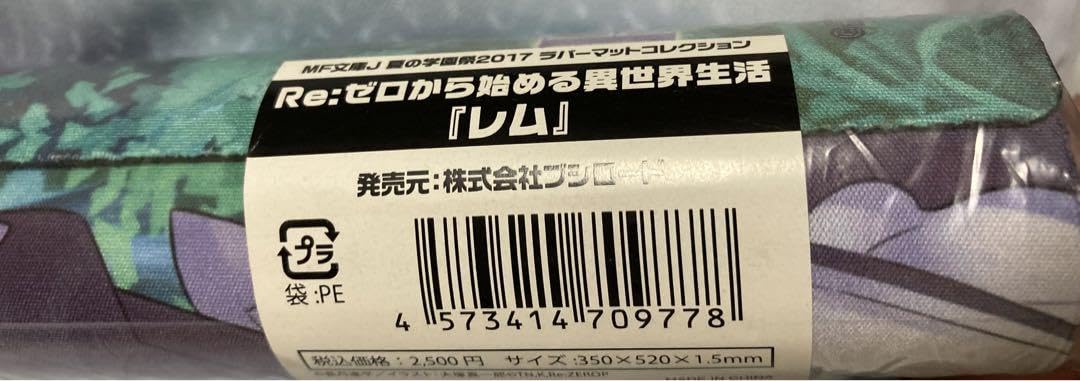 MF文庫J 夏の学園祭2017 ラバーマットコレクション
Re:ゼロから始める異世界生活
『レム』
発売元:株式会社ブシロード
プラ
袋:PE
4 573414 709778
税込価格:2,500円 サイズ:350×520×1.5mm
MADE IN CHINA